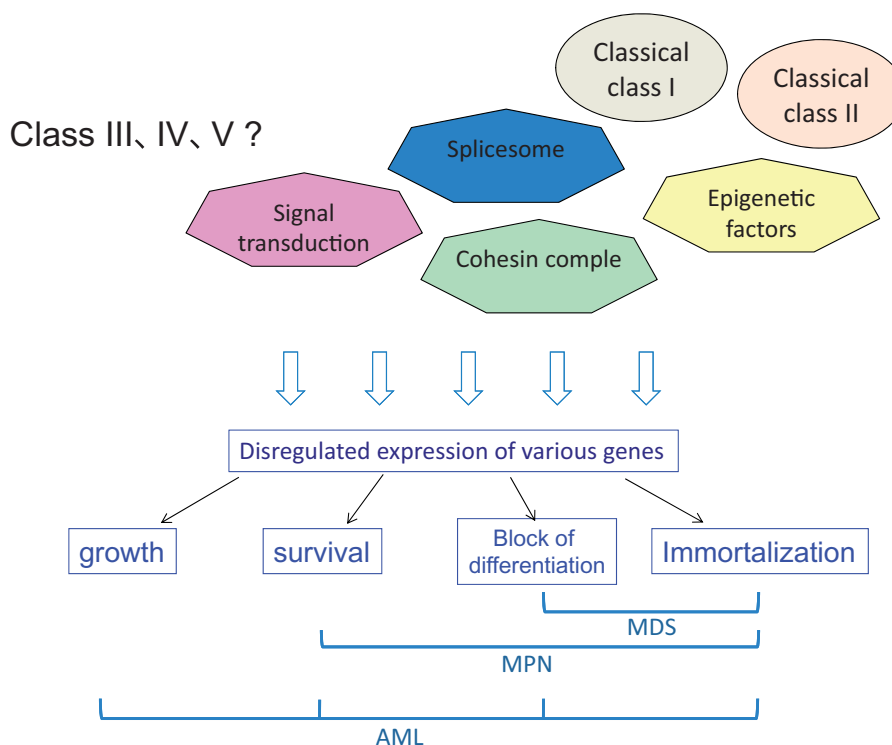 Classical
class I
Classical
class II
Class III、IV、V ?
Splicesome
Signal
transduction
Epigenetic
factors
Cohesin comple
Disregulated expression of various genes
growth
survival
Block of
differentiation
Immortalization
MDS
MPN
AML